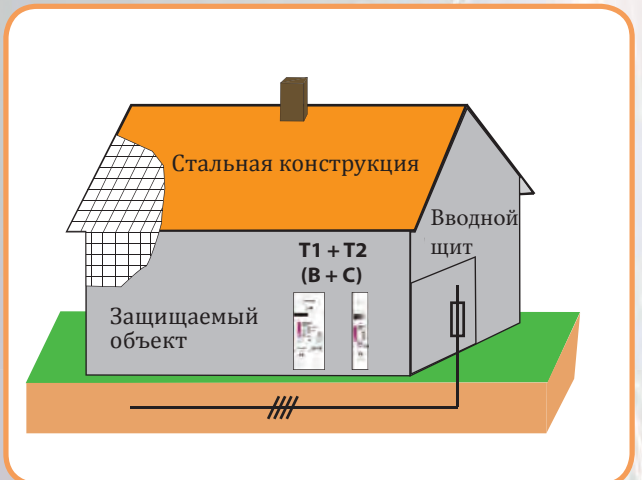 Стальная конструкция
Вводной
щит
T1 + T2
(B + C)
Защищаемый
объект